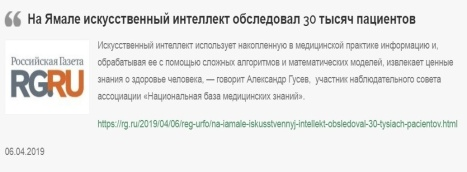 На Ямале искусственный интеллект обследовал 30 тысяч пациентов
Российская Газета
RGRU
Искусственный интеллект использует накопленную в медицинской практике информацию и,
обрабатывая ее с помощью сложных алгоритмов и математических моделей, извлекает ценные
знания о здоровье человека, — говорит Александр Гусев, участник наблюдательного совета
ассоциации «Национальная база медицинских знаний».
https://rg.ru/2019/04/06/reg-urfo/na-iamale-iskusstvennyj-intellekt-obsledoval-30-tysiach-pacientov.html
06.04.2019